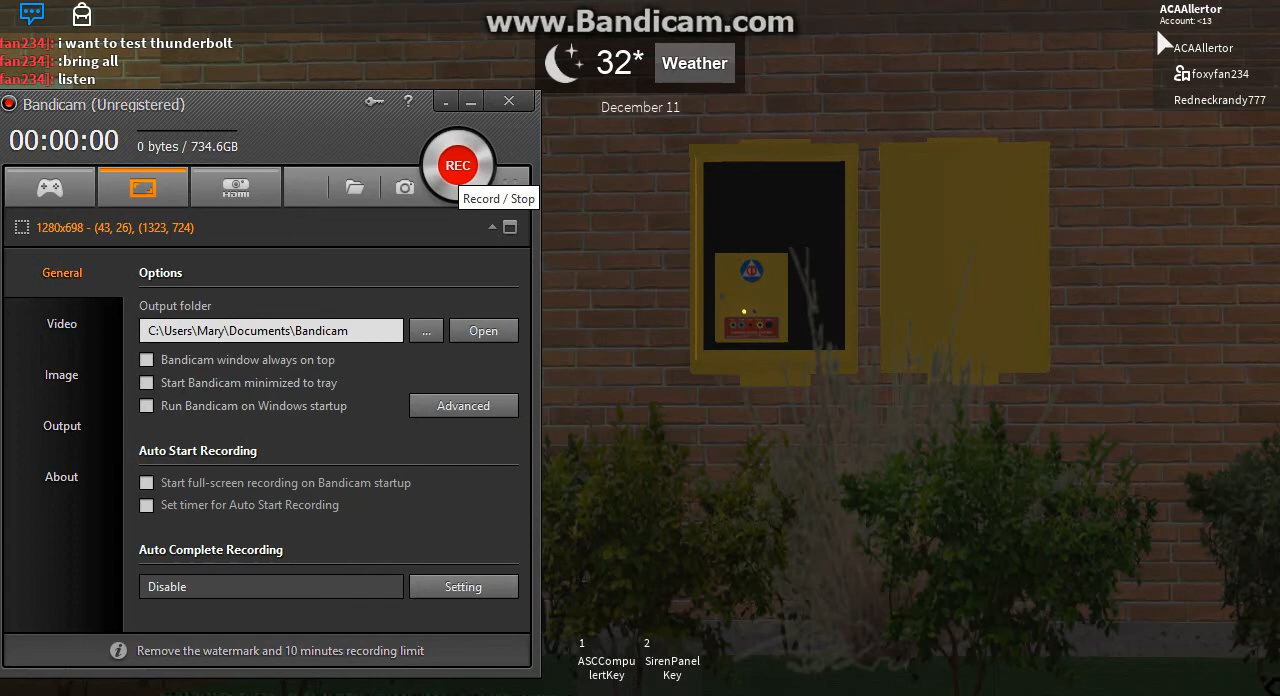 www.Bandicam.com
fan234]: i want to test thunderbolt
fan234]: :bring all
fan234]: listen
32*
Weather
December 11
ACAAllertor
Account: <13
ACAAllertor
foxyfan234
Redneckrandy777
Bandicam (Unregistered)
?
00:00:00
0 bytes / 734.6GB
REC
HDMI
Record / Stop
1280x698 - (43, 26), (1323, 724)
General
Video
Image
Output
About
Options
Output folder
C:\Users\Mary\Documents\Bandicam
...
Open
Bandicam window always on top
Start Bandicam minimized to tray
Run Bandicam on Windows startup
Advanced
Auto Start Recording
Start full-screen recording on Bandicam startup
Set timer for Auto Start Recording
Auto Complete Recording
Disable
Setting
Remove the watermark and 10 minutes recording limit
1
ASCCompu
lertKey
2
SirenPanel
Key